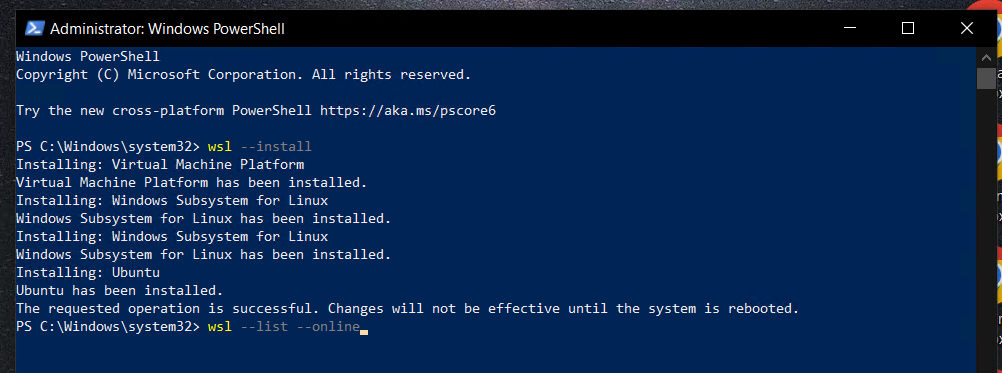 Administrator: Windows PowerShell
Windows PowerShell
Copyright (C) Microsoft Corporation. All rights reserved.
Try the new cross-platform PowerShell https://aka.ms/pscore6
PS C:\Windows\system32> wsl --install
Installing: Virtual Machine Platform
Virtual Machine Platform has been installed.
Installing: Windows Subsystem for Linux
Windows Subsystem for Linux has been installed.
Installing: Windows Subsystem for Linux
Windows Subsystem for Linux has been installed.
Installing: Ubuntu
Ubuntu has been installed.
The requested operation is successful. Changes will not be effective until the system is rebooted.
PS C:\Windows\system32> wsl --list --online